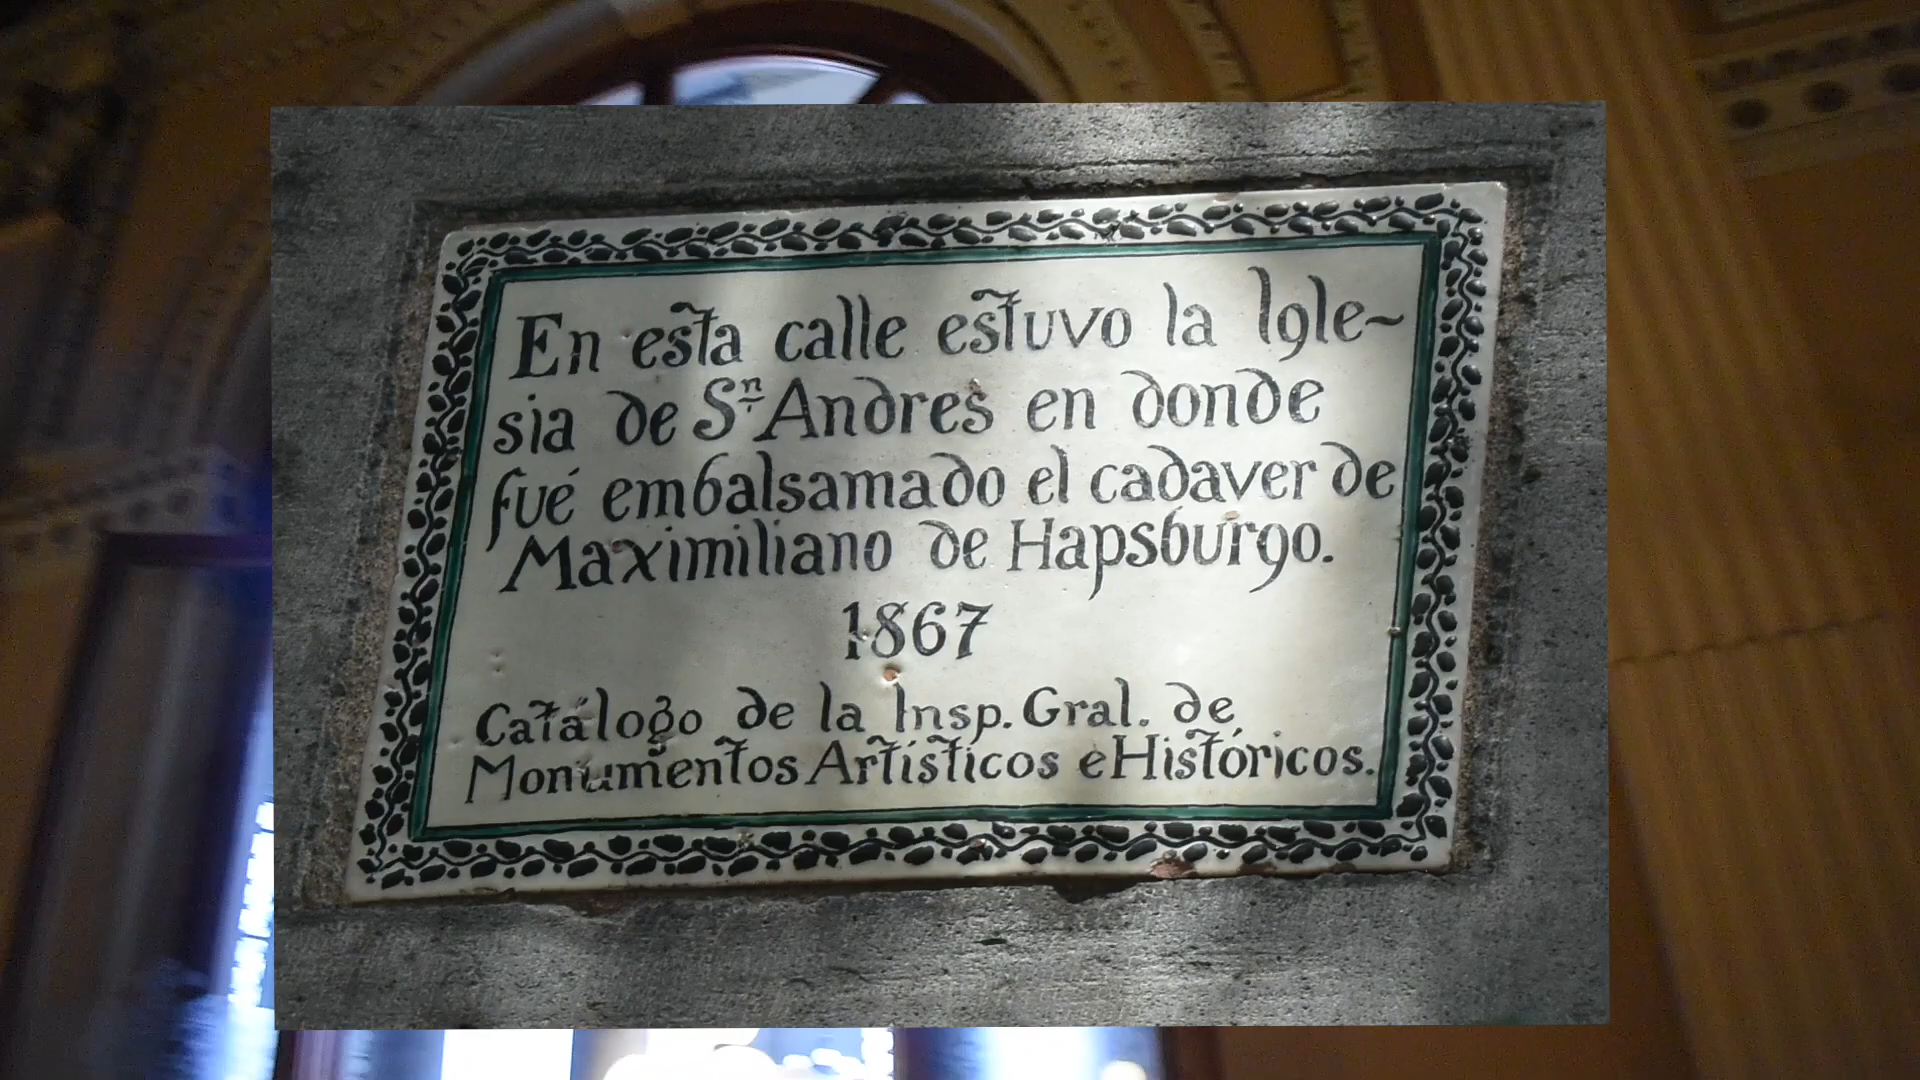 En esta calle estuvo la Igle~
sia de Sn. Andres en donde
fué embalsamado el cadaver de
Maximiliano de Hapsburgo.
1867
Catálogo de la Insp. Gral. de
Monumentos Artísticos e Históricos.